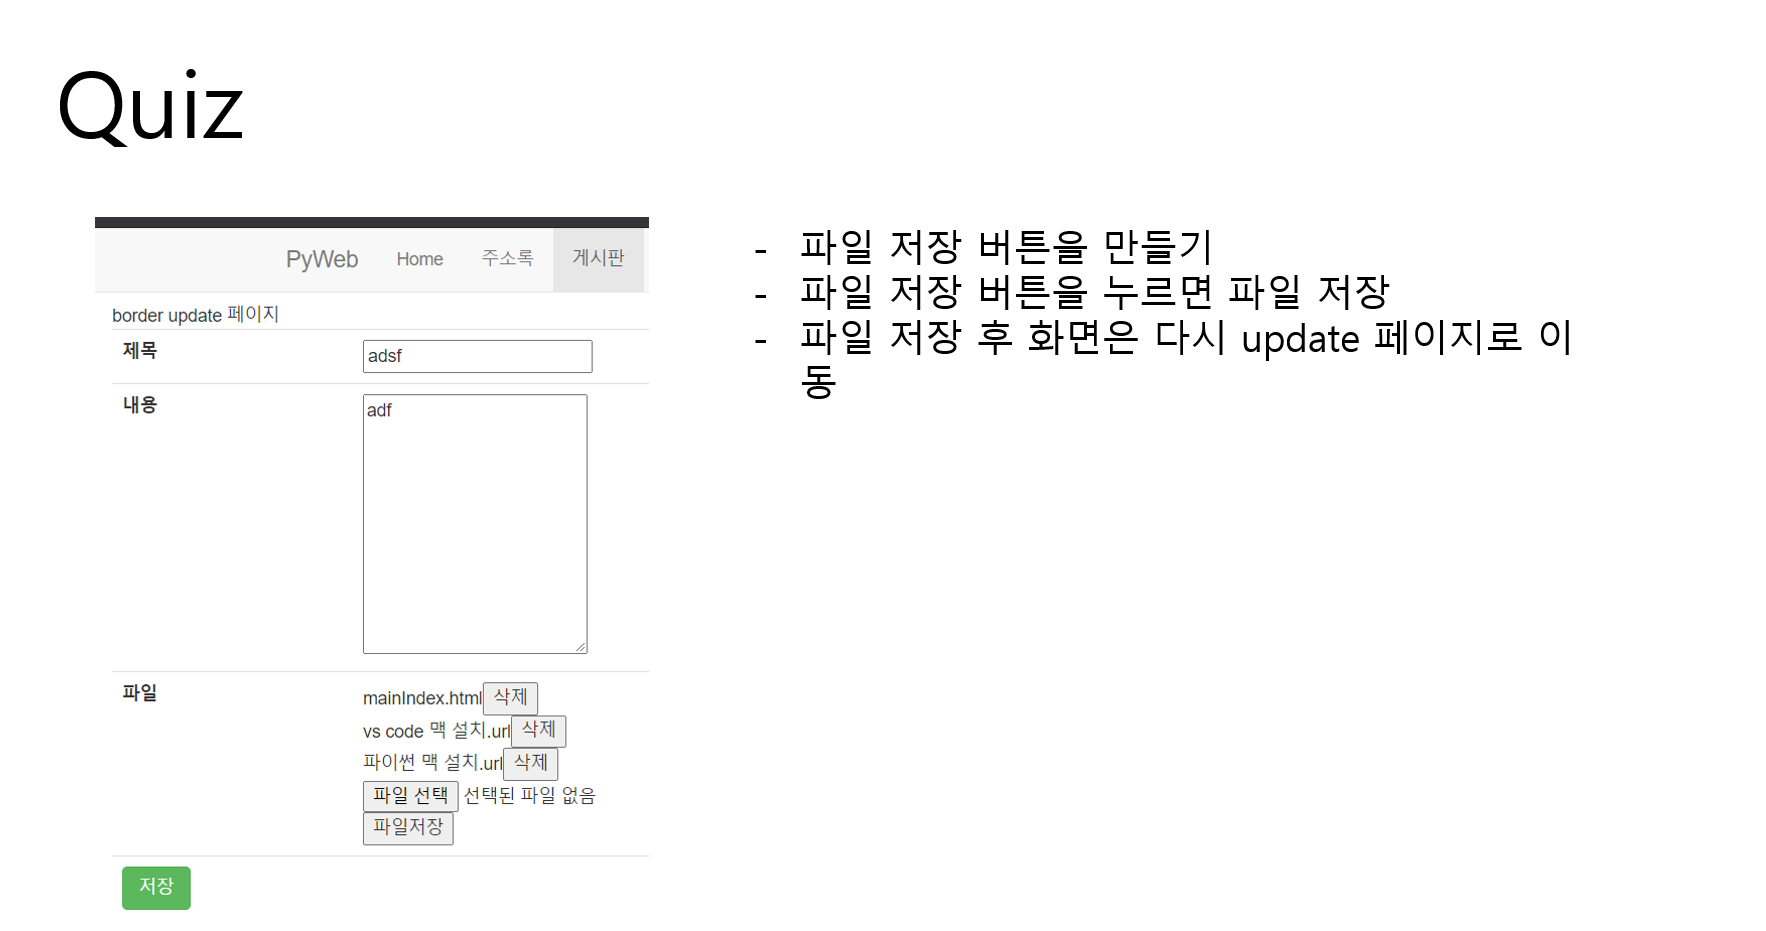 Quiz
PyWeb Home 주소록 게시판
border update 페이지
제목 adsf
내용 adf
파일 mainIndex.html 삭제
vs code 맥 설치.url 삭제
파이썬 맥 설치.url 삭제
파일 선택 선택된 파일 없음
파일저장
저장
- 파일 저장 버튼을 만들기
- 파일 저장 버튼을 누르면 파일 저장
- 파일 저장 후 화면은 다시 update 페이지로 이
동